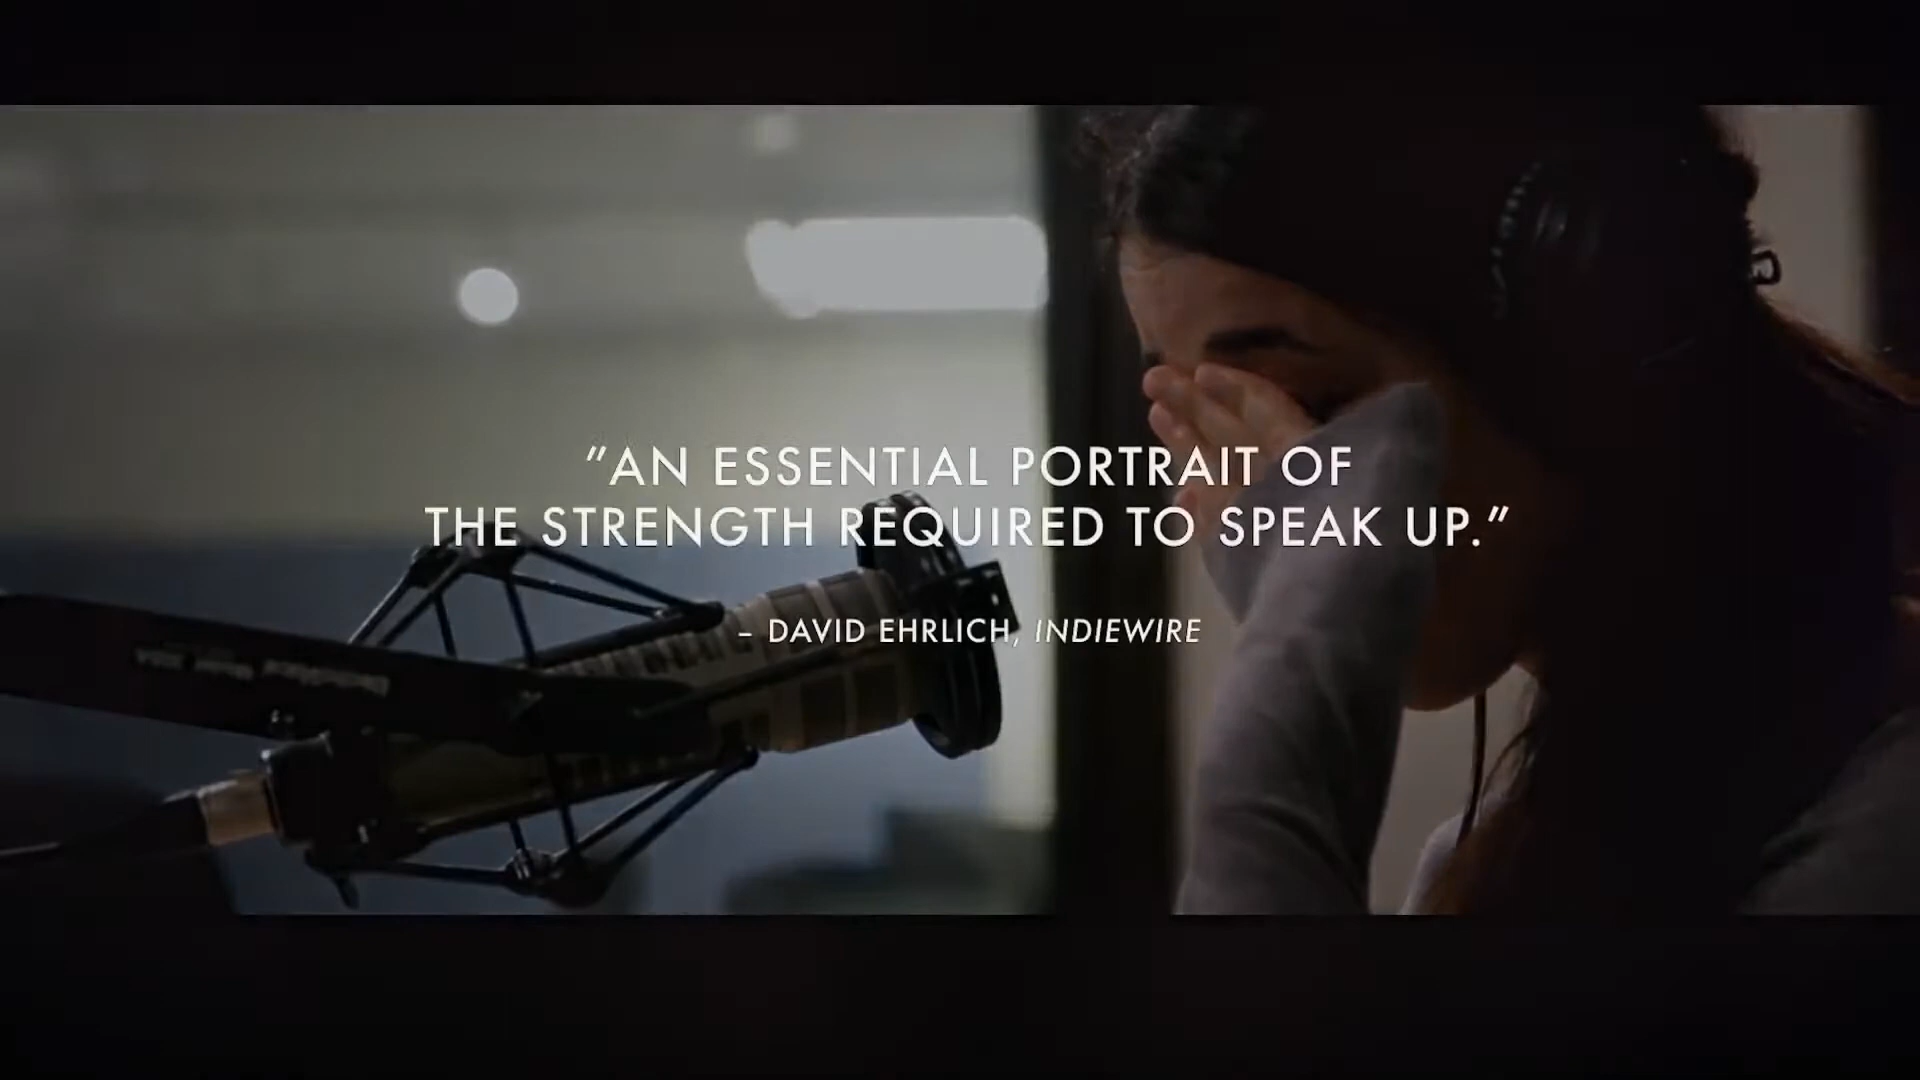 "AN ESSENTIAL PORTRAIT OF
THE STRENGTH REQUIRED TO SPEAK UP."
– DAVID EHRLICH, INDIEWIRE